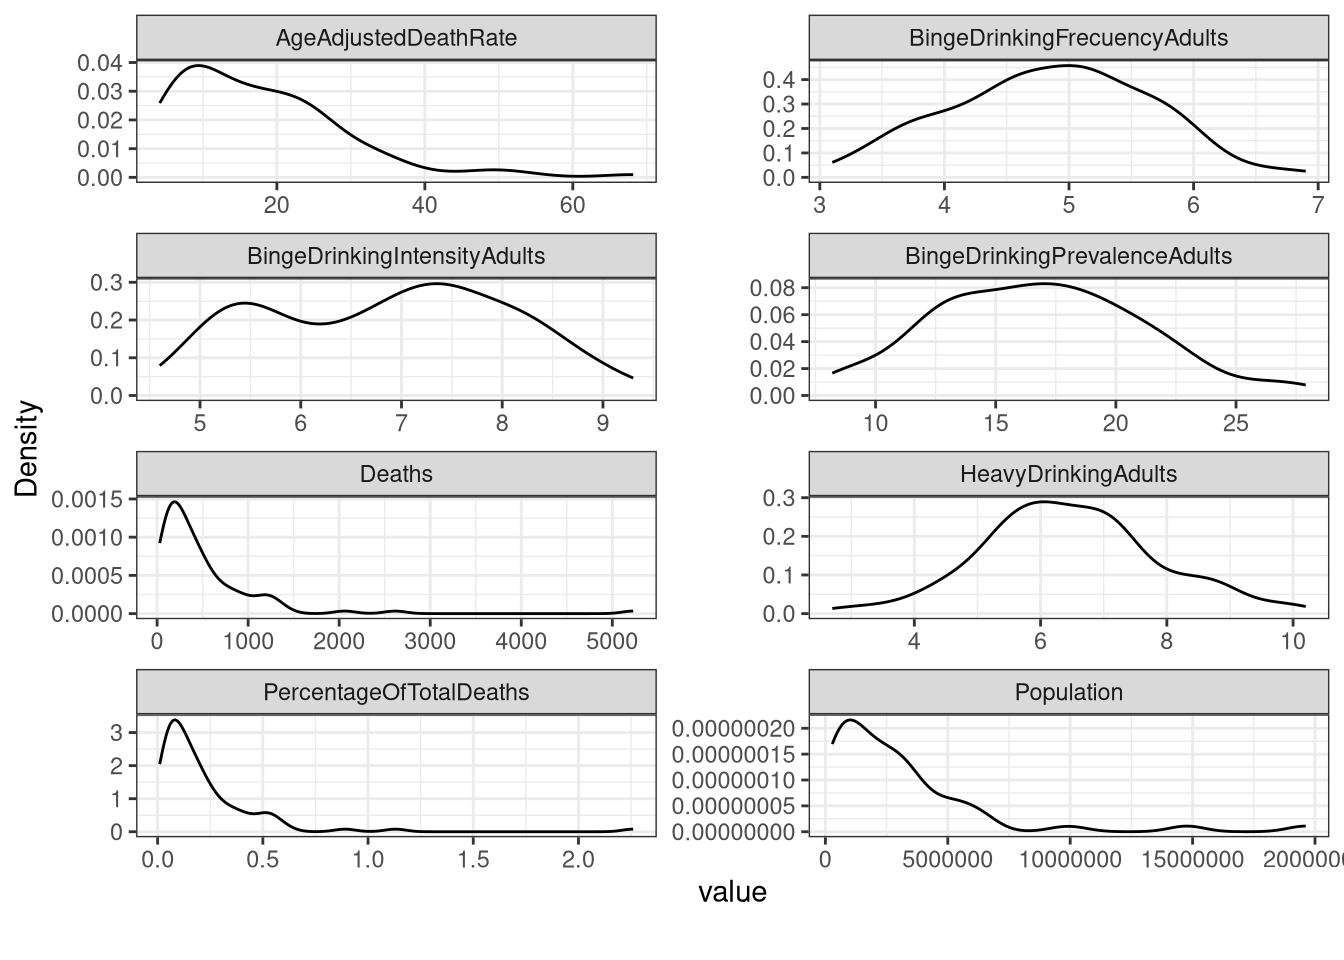 AgeAdjustedDeathRate
0.04
0.03
0.02
0.01
0.00
20 40 60
BingeDrinkingFrecuencyAdults
0.4
0.3
0.2
0.1
0.0
3 4 5 6 7
BingeDrinkingIntensityAdults
0.3
0.2
0.1
0.0
5 6 7 8 9
BingeDrinkingPrevalenceAdults
0.08
0.06
0.04
0.02
0.00
10 15 20 25
Density
Deaths
0.0015
0.0010
0.0005
0.0000
0 1000 2000 3000 4000 5000
HeavyDrinkingAdults
0.3
0.2
0.1
0.0
4 6 8 10
PercentageOfTotalDeaths
3
2
1
0
0.0 0.5 1.0 1.5 2.0
Population
0.00000020
0.00000015
0.00000010
0.00000005
0.00000000
0 5000000 10000000 15000000
value